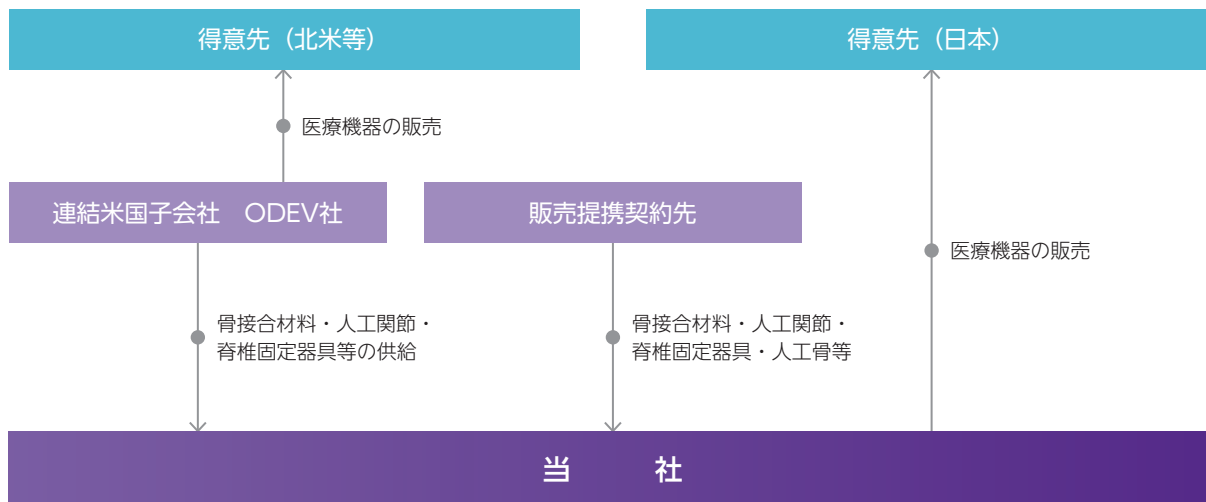 得意先（北米等）
得意先（日本）
医療機器の販売
連結米国子会社　ODEV社
販売提携契約先
医療機器の販売
骨接合材料・人工関節・
脊椎固定器具等の供給
骨接合材料・人工関節・
脊椎固定器具・人工骨等
当　社